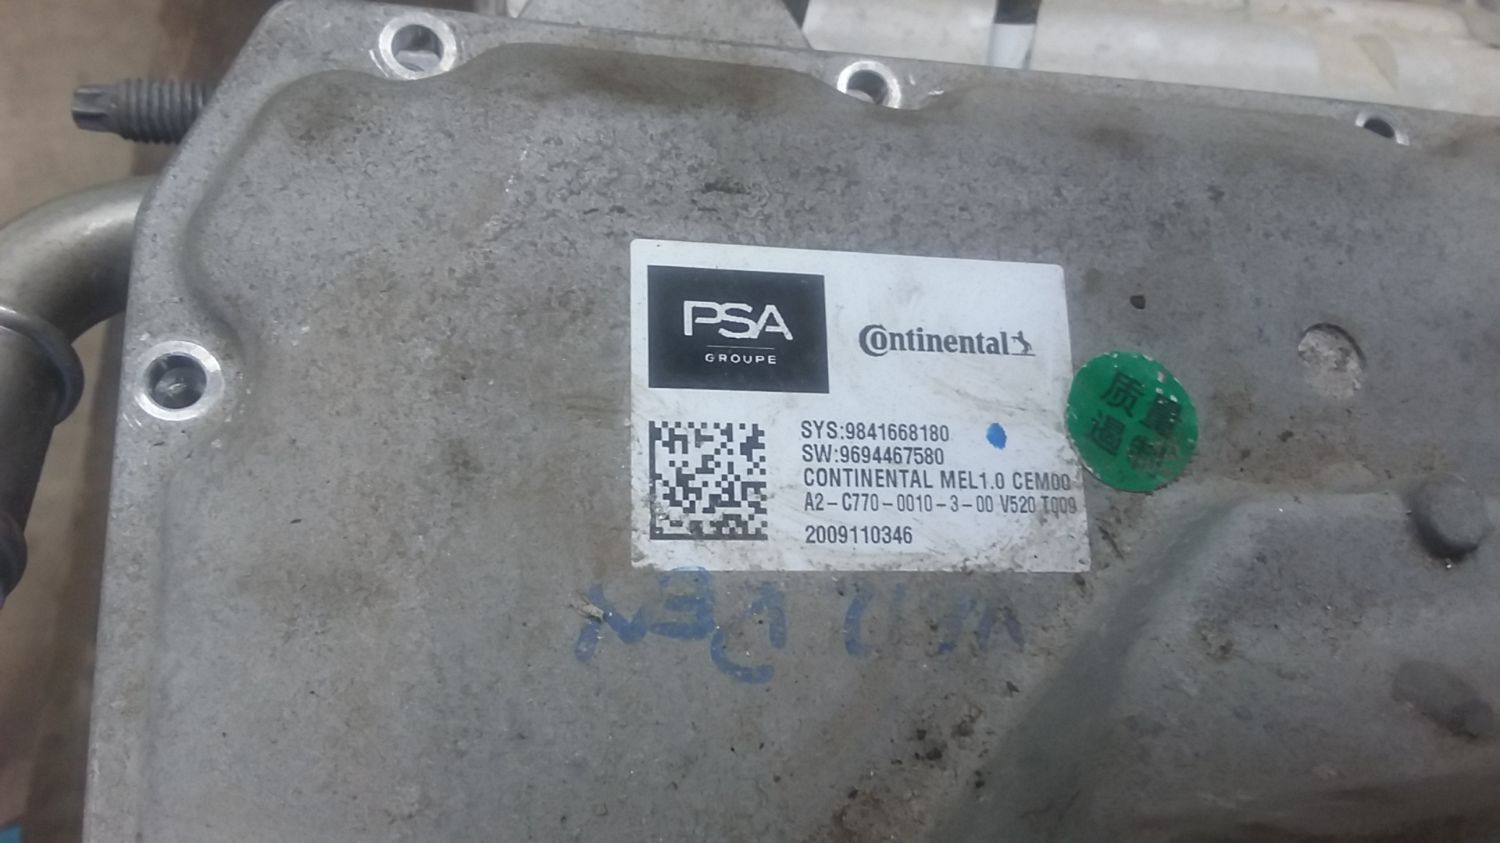 PSA
GROUPE
Continental
SYS:9841668180
SW:9694467580
CONTINENTAL MEL1.0 CEM00
A2-C770-0010-3-00 V520 T009
2009110346
质量